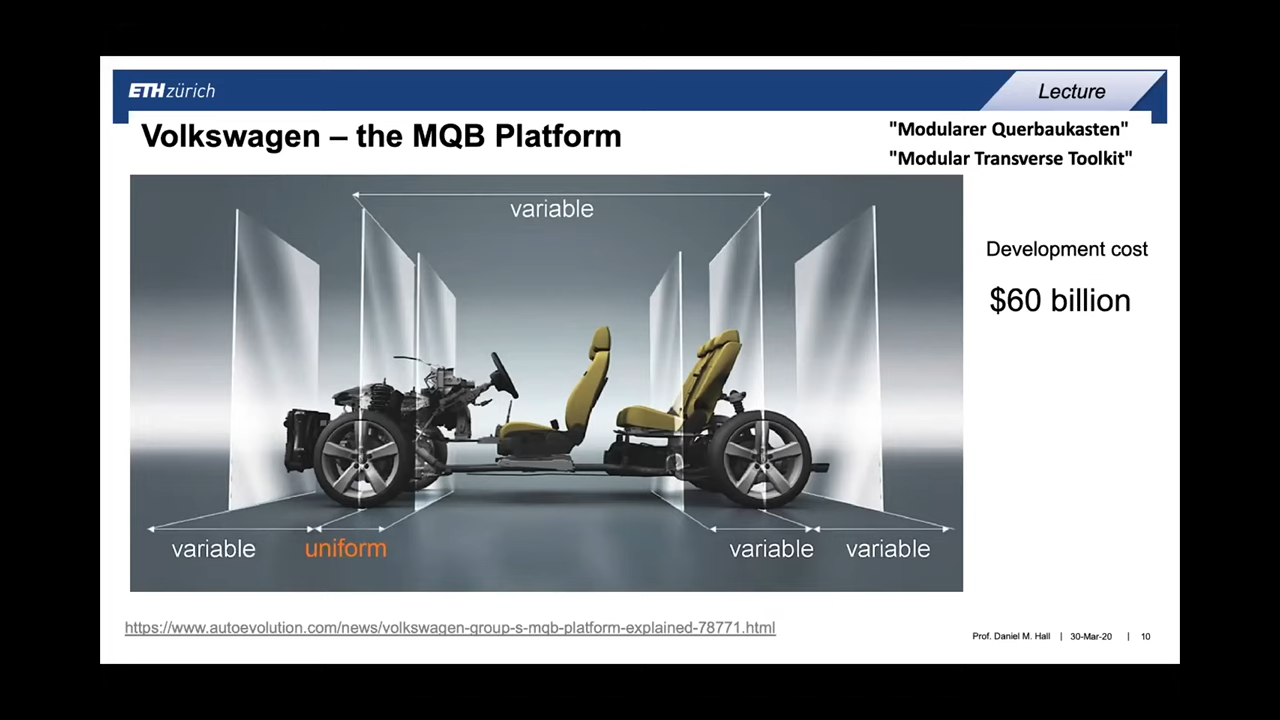 ETH zürich
Lecture
Volkswagen – the MQB Platform
"Modularer Querbaukasten"
"Modular Transverse Toolkit"
variable
Development cost
$60 billion
variable uniform variable variable
https://www.autoevolution.com/news/volkswagen-group-s-mqb-platform-explained-78771.html
Prof. Daniel M. Hall | 30-Mar-20 | 10